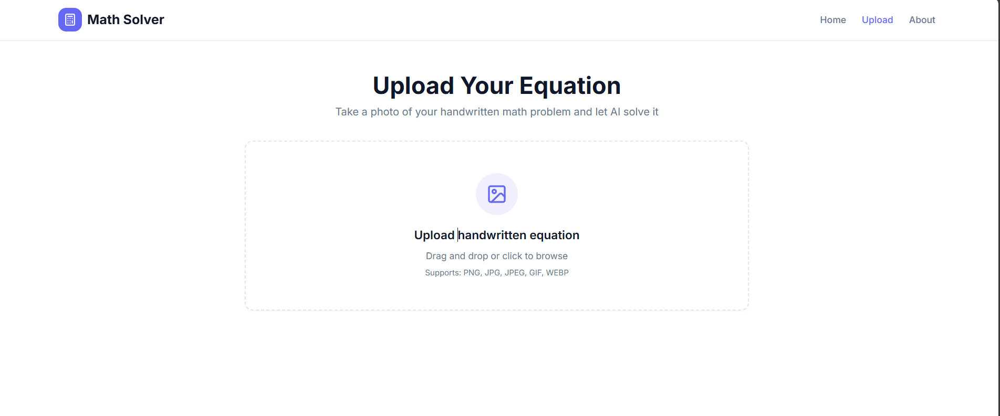 Math Solver
Home Upload About
Upload Your Equation
Take a photo of your handwritten math problem and let AI solve it
Upload handwritten equation
Drag and drop or click to browse
Supports: PNG, JPG, JPEG, GIF, WEBP